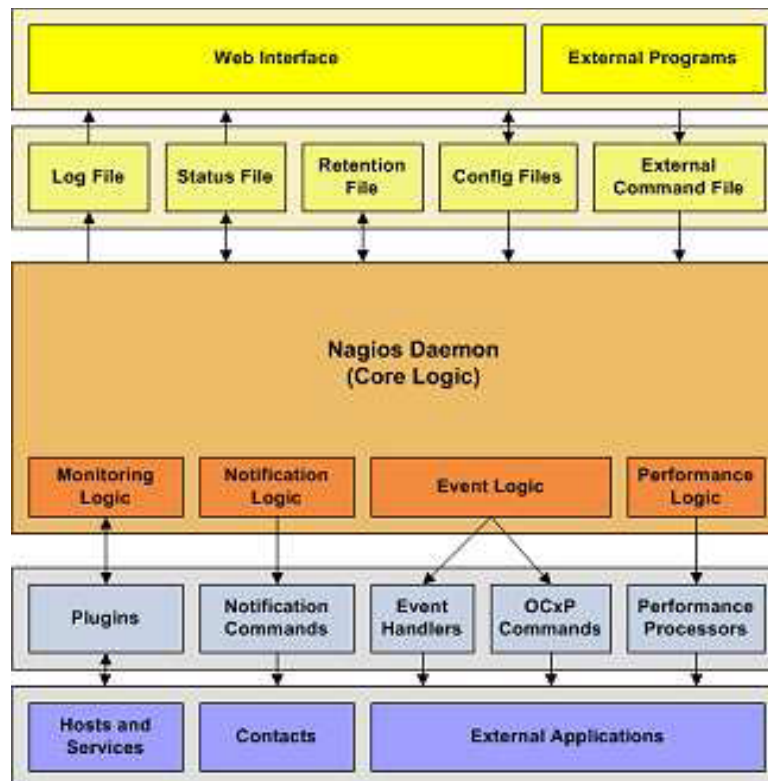 Web Interface
External Programs
Log File
Status File
Retention
File
Config Files
External
Command File
Nagios Daemon
(Core Logic)
Monitoring
Logic
Notification
Logic
Event Logic
Performance
Logic
Plugins
Notification
Commands
Event
Handlers
OCxP
Commands
Performance
Processors
Hosts and
Services
Contacts
External Applications